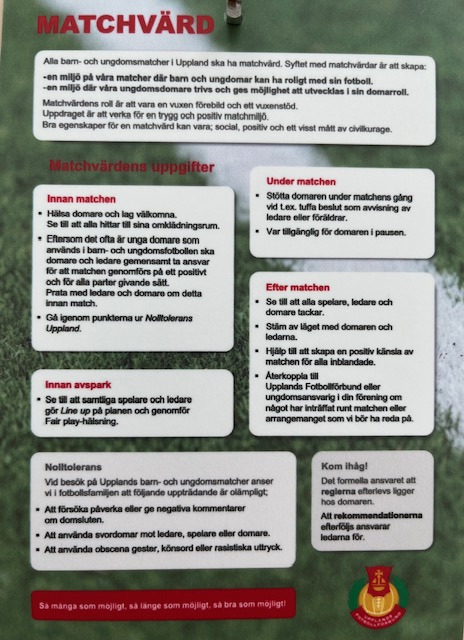 MATCHVÄRD
Alla barn- och ungdomsmatcher i Uppland ska ha matchvärd. Syftet med matchvärdar är att skapa:
-en miljö på våra matcher där barn och ungdomar kan ha roligt med sin fotboll.
-en miljö där våra ungdomsdomare trivs och ges möjlighet att utvecklas i sin domarroll.
Matchvärdens roll är att vara en vuxen förebild och ett vuxenstöd.
Uppdraget är att verka för en trygg och positiv matchmiljö.
Bra egenskaper för en matchvärd kan vara; social, positiv och ett visst mått av civilkurage.
Matchvärdens uppgifter
Innan matchen
• Hälsa domare och lag välkomna.
Se till att alla hittar till sina omklädningsrum.
• Eftersom det ofta är unga domare som
används i barn- och ungdomsfotbollen ska
domare och ledare gemensamt ta ansvar
för att matchen genomförs på ett positivt
och för alla parter givande sätt.
Prata med ledare och domare om detta
innan match.
• Gå igenom punkterna ur Nolltolerans
Uppland.
Innan avspark
• Se till att samtliga spelare och ledare
gör Line up på planen och genomför
Fair play-hälsning.
Under matchen
• Stötta domaren under matchens gång
vid t.ex. tuffa beslut som avvisning av
ledare eller föräldrar.
• Var tillgänglig för domaren i pausen.
Efter matchen
• Se till att alla spelare, ledare och
domare tackar.
• Stäm av läget med domaren och
ledarna.
• Hjälp till att skapa en positiv känsla av
matchen för alla inblandade.
• Återkoppla till
Upplands Fotbollförbund eller
ungdomsansvarig i din förening om
något har inträffat runt matchen eller
arrangemanget som vi bör ha reda på.
Nolltolerans
Vid besök på Upplands barn- och ungdomsmatcher anser
vi i fotbollsfamiljen att följande uppträdande är olämpligt;
• Att försöka påverka eller ge negativa kommentarer
om domsluten.
• Att använda svordomar mot ledare, spelare eller domare.
• Att använda obscena gester, könsord eller rasistiska uttryck.
Kom ihåg!
Det formella ansvaret att
reglerna efterlevs ligger
hos domaren.
Att rekommendationerna
efterföljs ansvarar
ledarna för.
Så många som möjligt, så länge som möjligt, så bra som möjligt!
UPPLANDS
FOTBOLLFÖRBUND